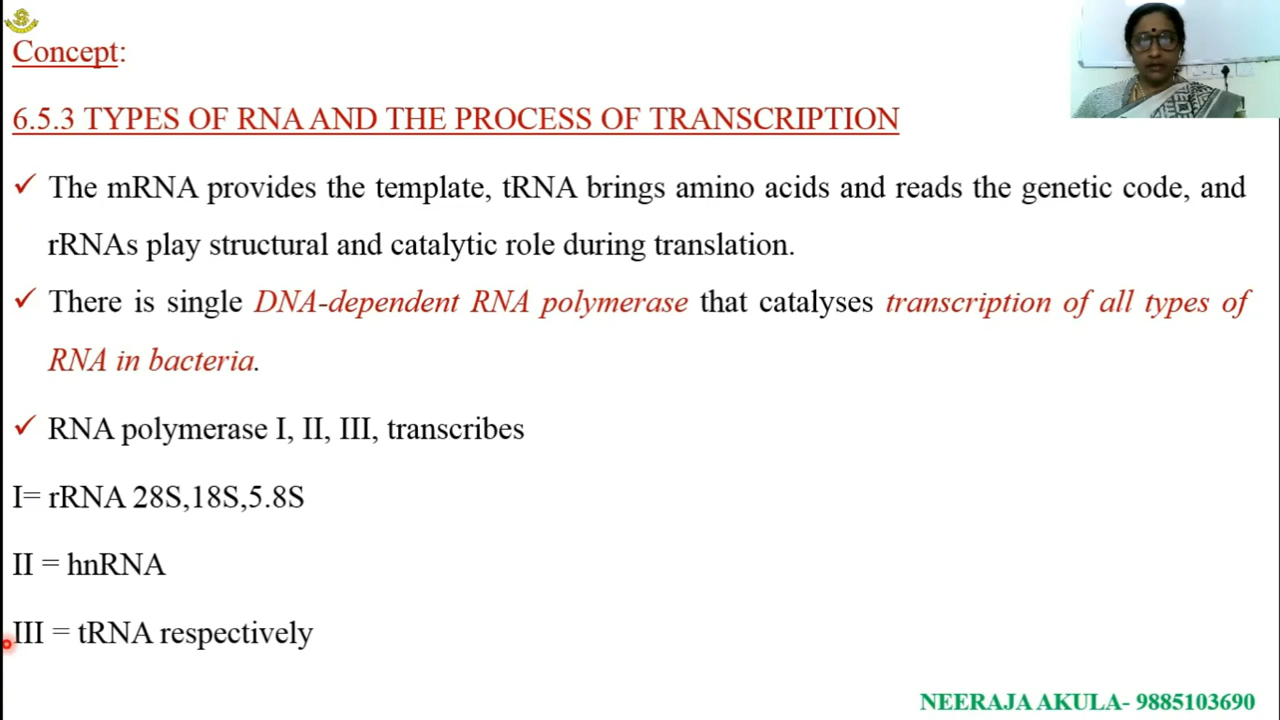 Concept:
6.5.3 TYPES OF RNA AND THE PROCESS OF TRANSCRIPTION
✓ The mRNA provides the template, tRNA brings amino acids and reads the genetic code, and
rRNAs play structural and catalytic role during translation.
✓ There is single DNA-dependent RNA polymerase that catalyses transcription of all types of
RNA in bacteria.
✓ RNA polymerase I, II, III, transcribes
I= rRNA 28S,18S,5.8S
II = hnRNA
III = tRNA respectively
NEERAJA AKULA- 9885103690